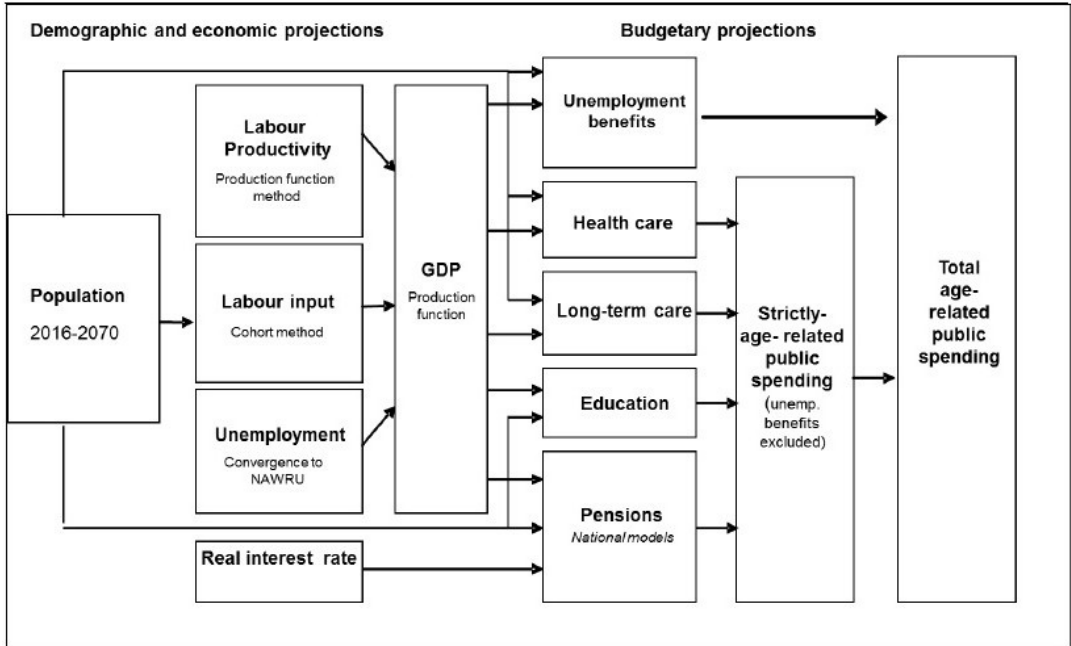 Demographic and economic projections
Budgetary projections
Population
2016-2070
Labour
Productivity
Production function
method
Labour input
Cohort method
Unemployment
Convergence to
NAWRU
Real interest rate
GDP
Production
function
Unemployment
benefits
Health care
Long-term care
Education
Pensions
National models
Strictly-
age- related
public
spending
(unemp.
benefits
excluded)
Total
age-
related
public
spending